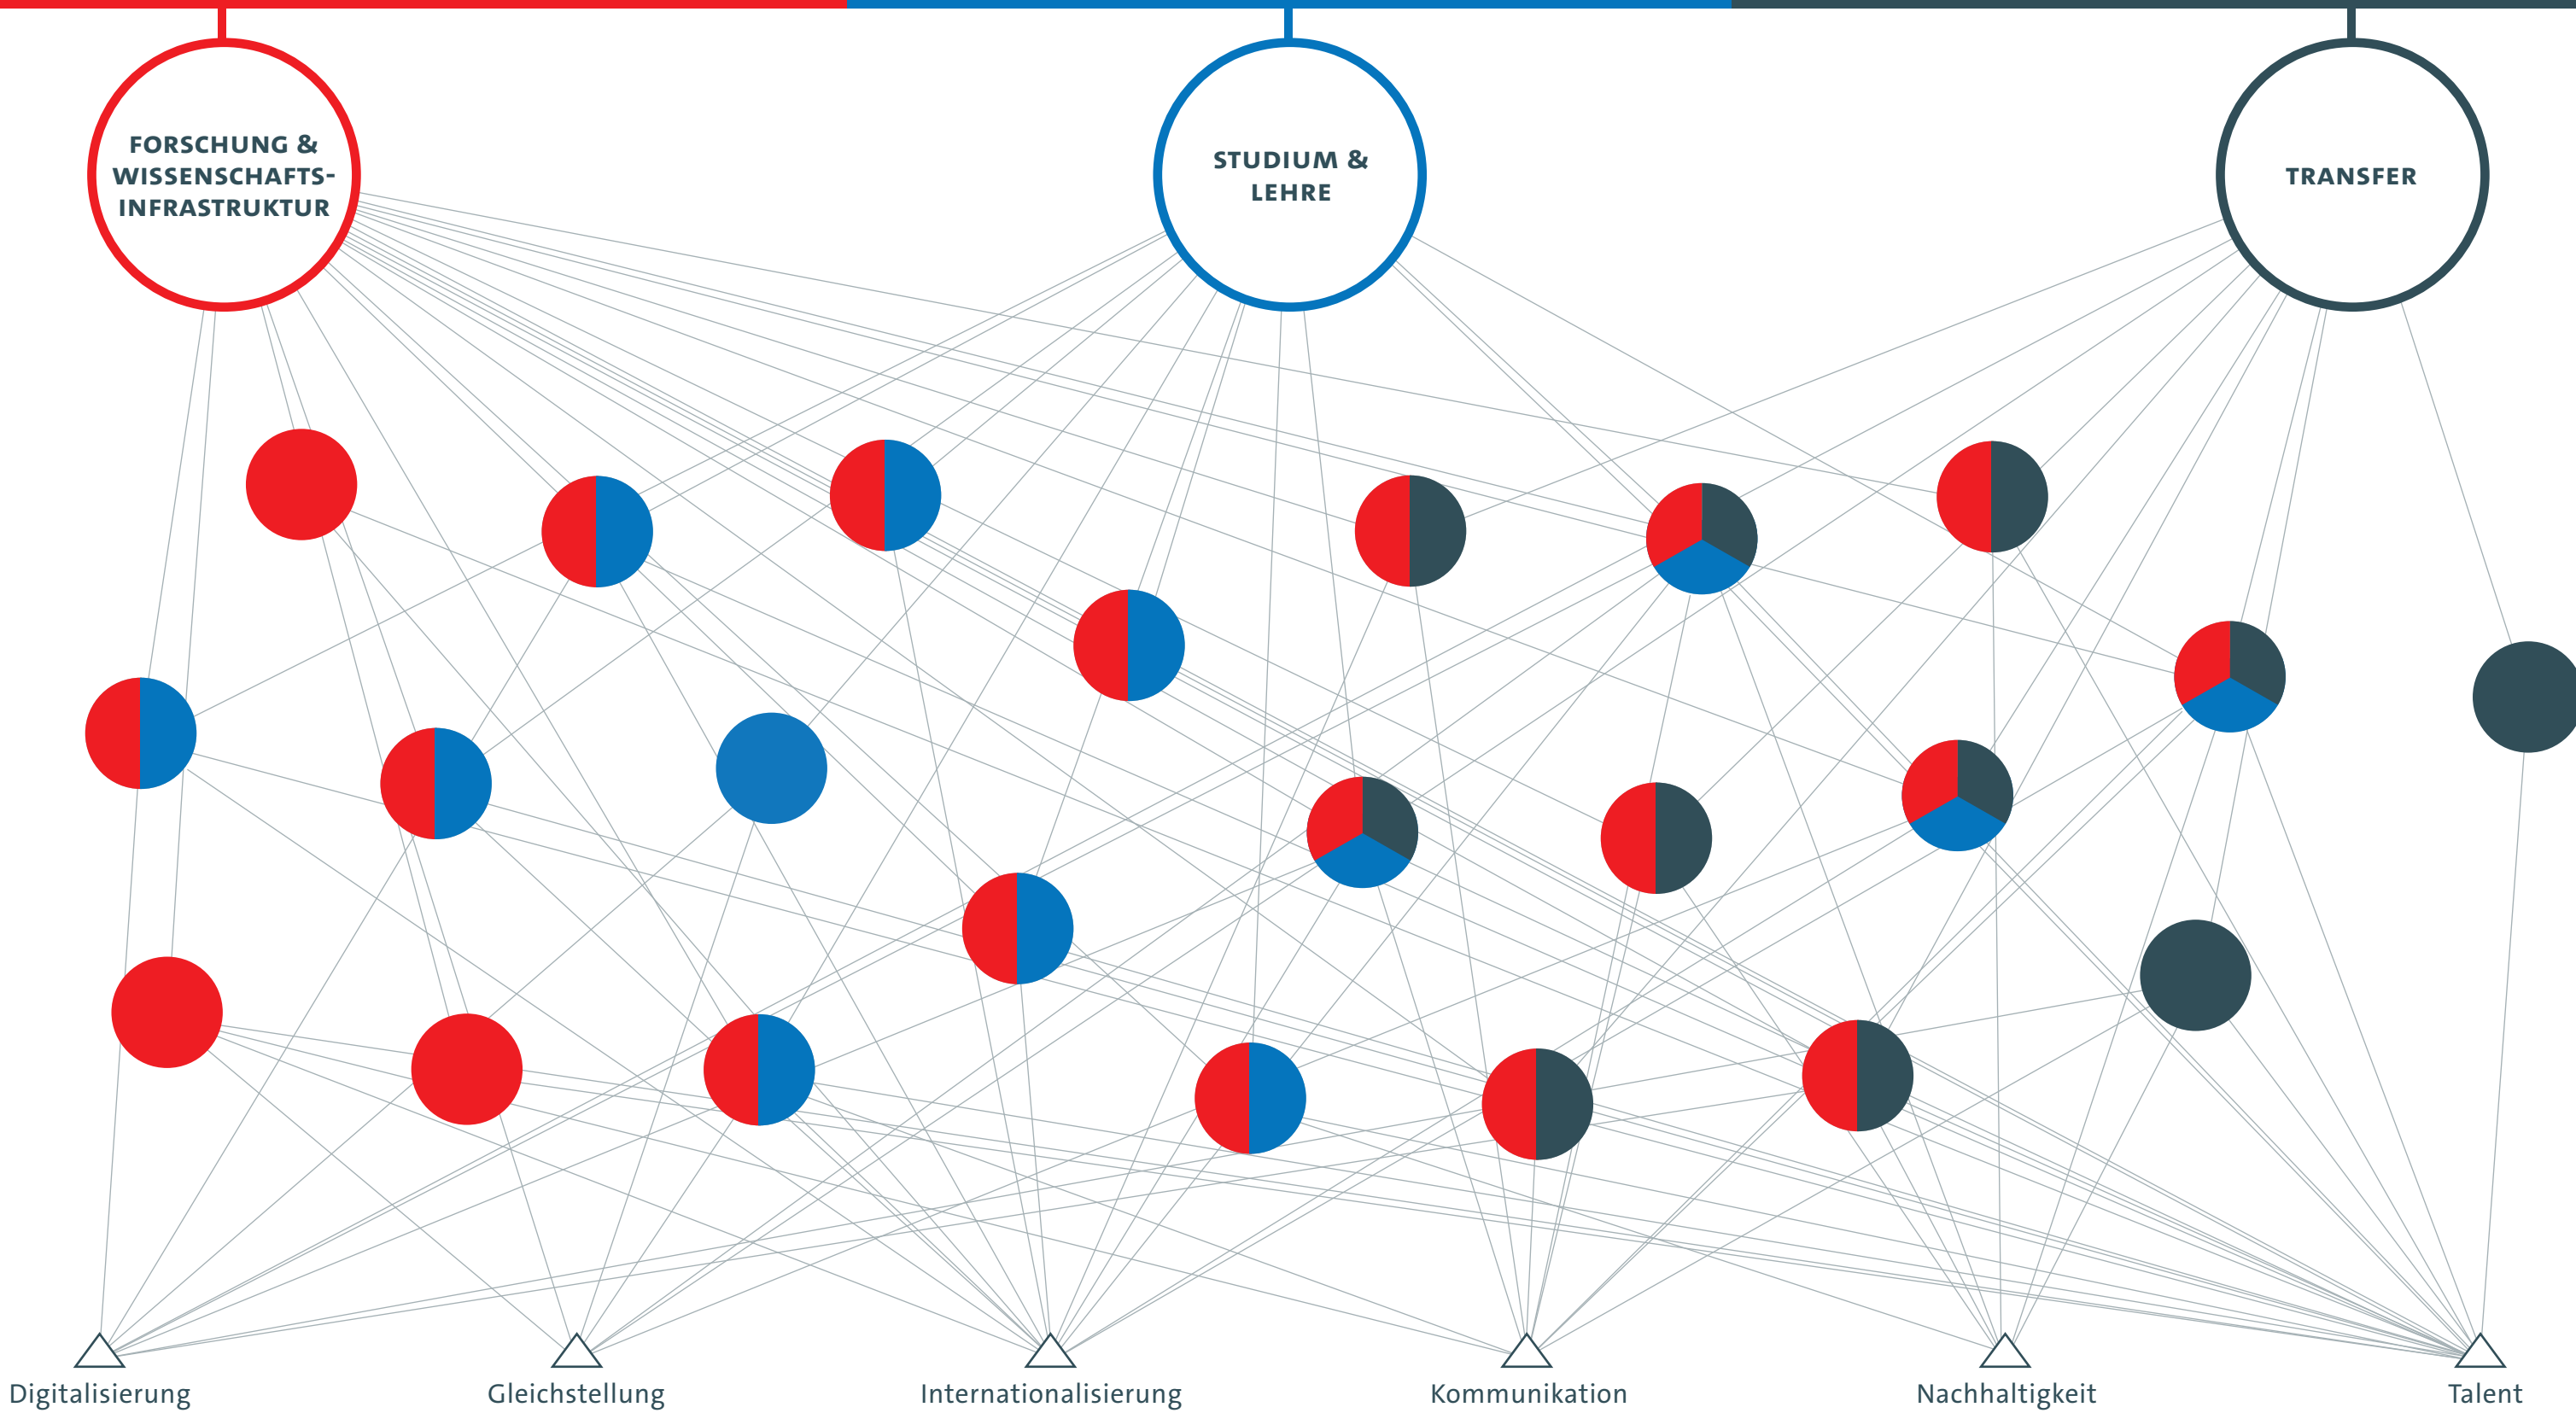 FORSCHUNG &
WISSENSCHAFTS-
INFRASTRUKTUR
STUDIUM &
LEHRE
TRANSFER
Digitalisierung
Gleichstellung
Internationalisierung
Kommunikation
Nachhaltigkeit
Talent